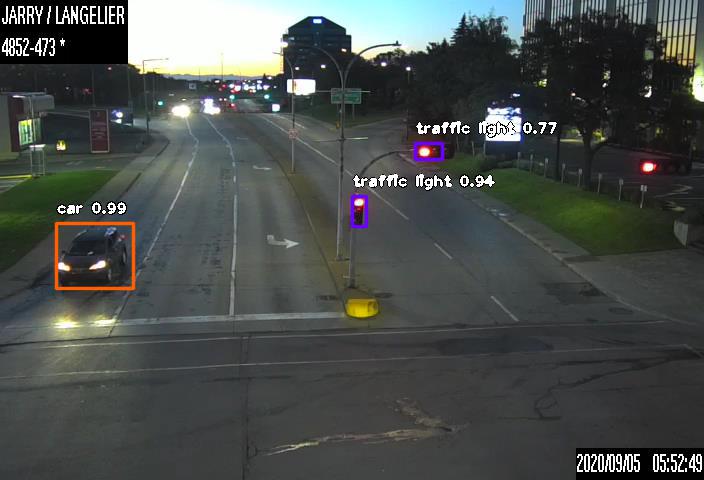 JARRY / LANGELIER
4852-473 *
traffic light 0.77
traffic light 0.94
car 0.99
2020/09/05 05:52:49